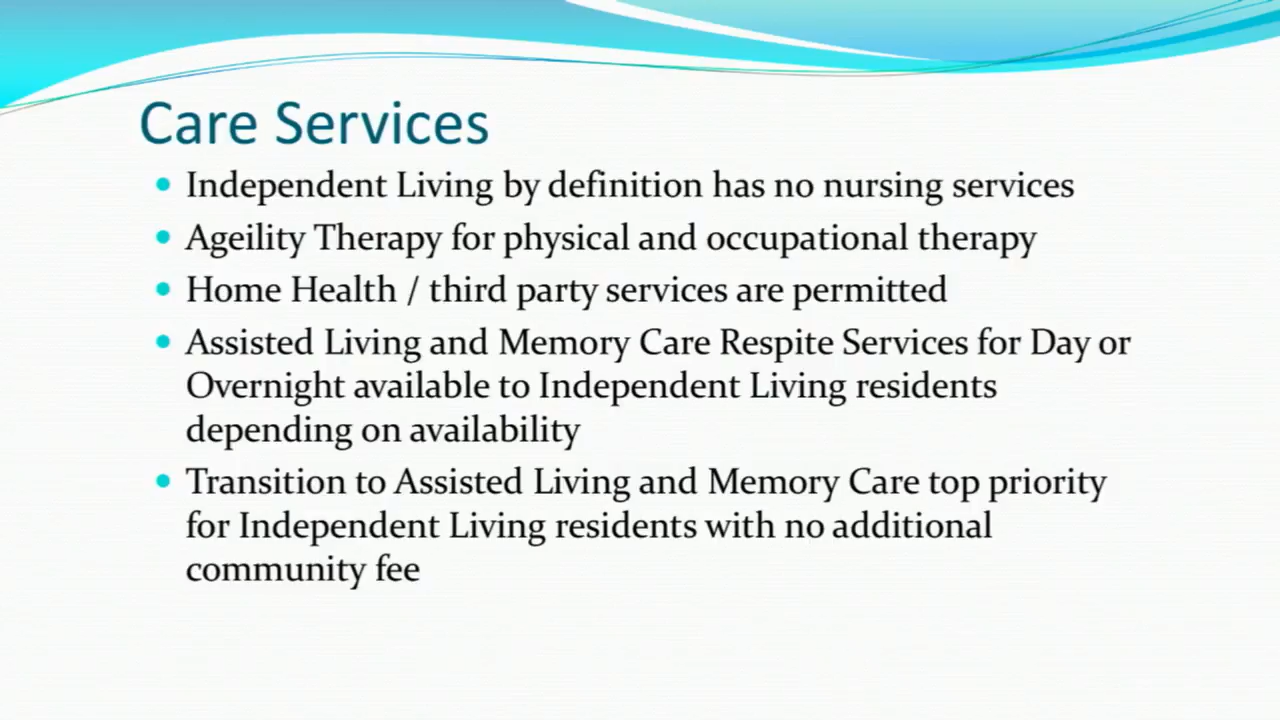 Care Services
• Independent Living by definition has no nursing services
• Ageility Therapy for physical and occupational therapy
• Home Health / third party services are permitted
• Assisted Living and Memory Care Respite Services for Day or
Overnight available to Independent Living residents
depending on availability
• Transition to Assisted Living and Memory Care top priority
for Independent Living residents with no additional
community fee